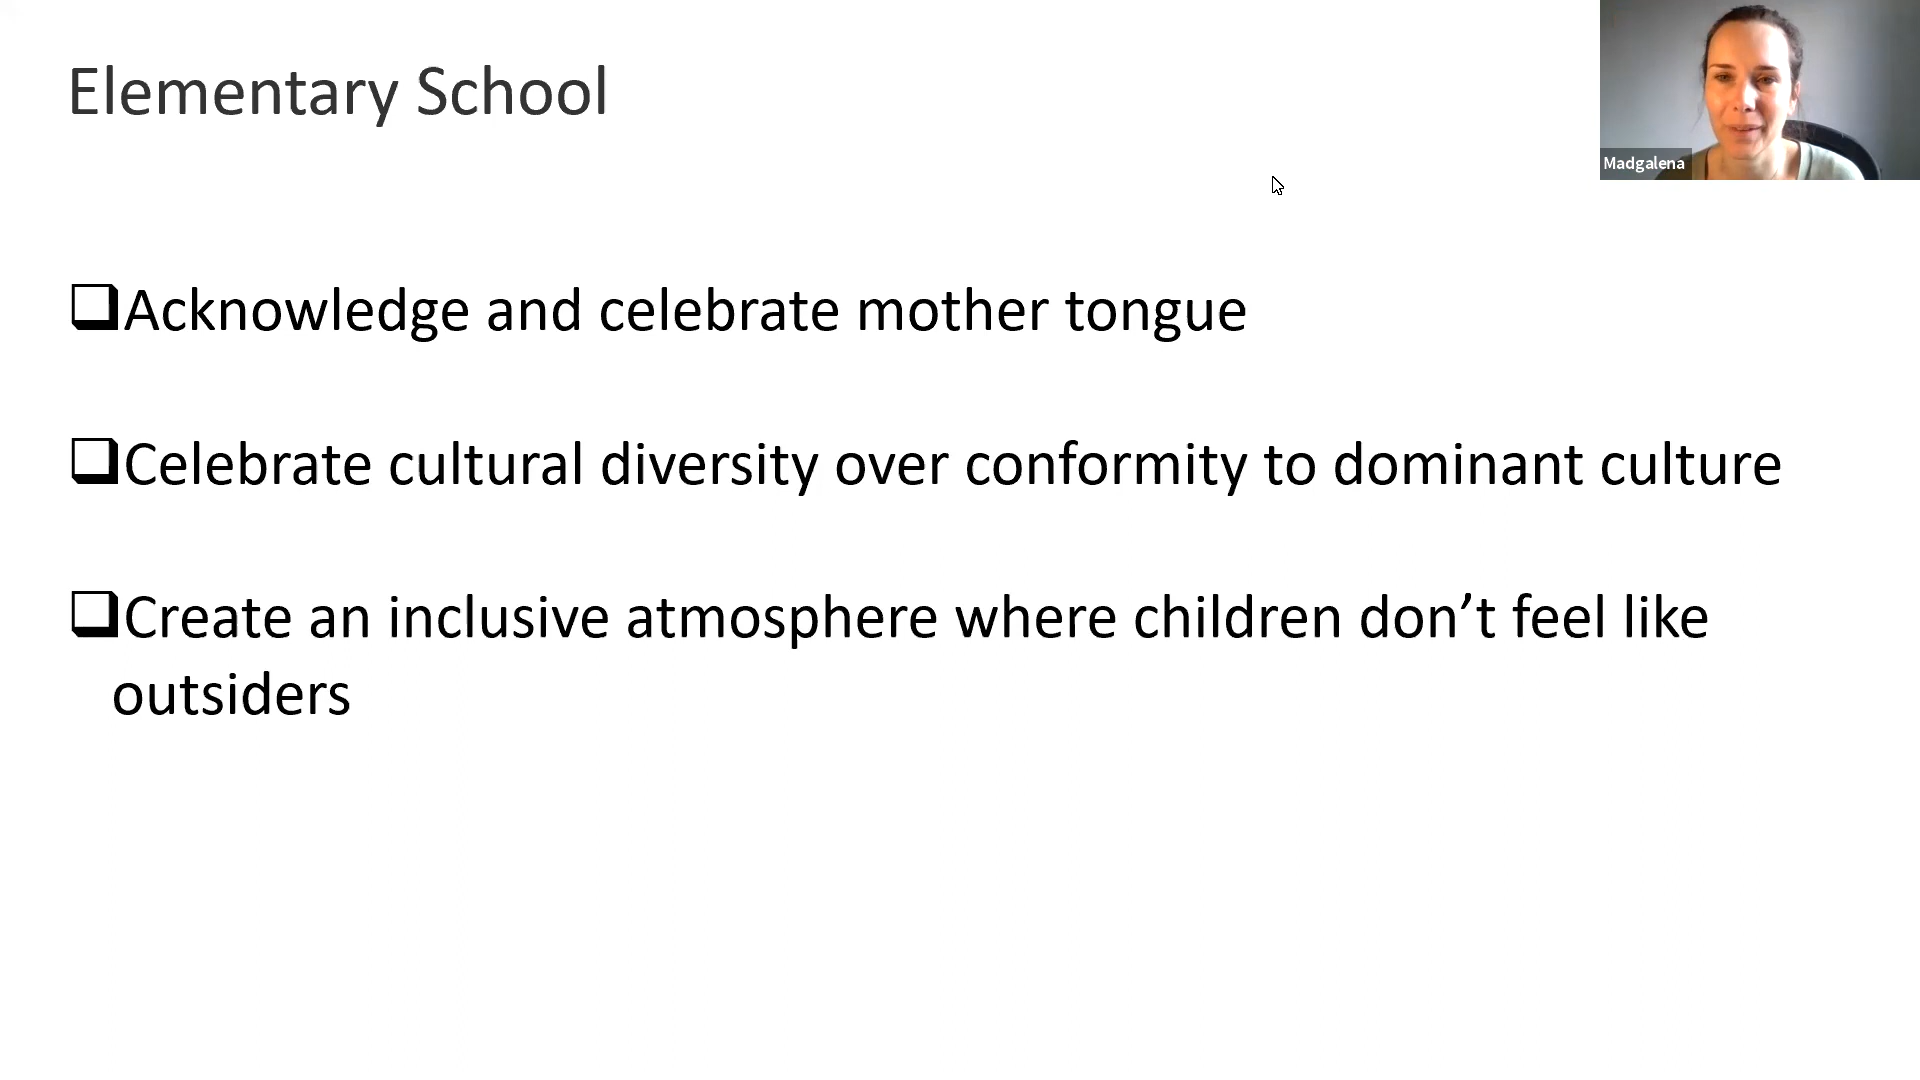 Elementary School
Madgalena
❑Acknowledge and celebrate mother tongue
❑Celebrate cultural diversity over conformity to dominant culture
❑Create an inclusive atmosphere where children don’t feel like
outsiders